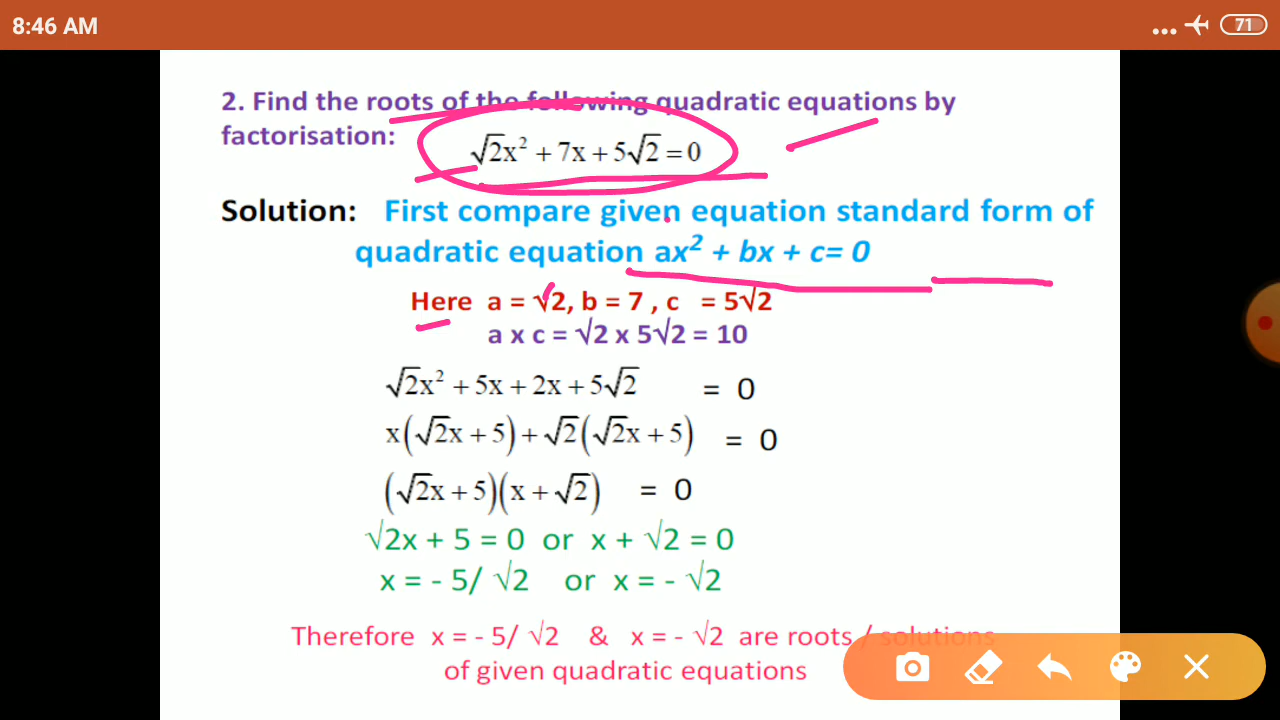 8:46 AM
71
2. Find the roots of the following quadratic equations by
factorisation:
√2x² + 7x + 5√2 = 0
Solution: First compare given equation standard form of
quadratic equation ax² + bx + c= 0
Here a = √2, b = 7 , c = 5√2
a x c = √2 x 5√2 = 10
√2x² + 5x + 2x + 5√2 = 0
x(√2x + 5) + √2(√2x + 5) = 0
(√2x + 5)(x + √2) = 0
√2x + 5 = 0 or x + √2 = 0
x = - 5/ √2 or x = - √2
Therefore x = - 5/ √2 & x = - √2 are roots / solutions
of given quadratic equations